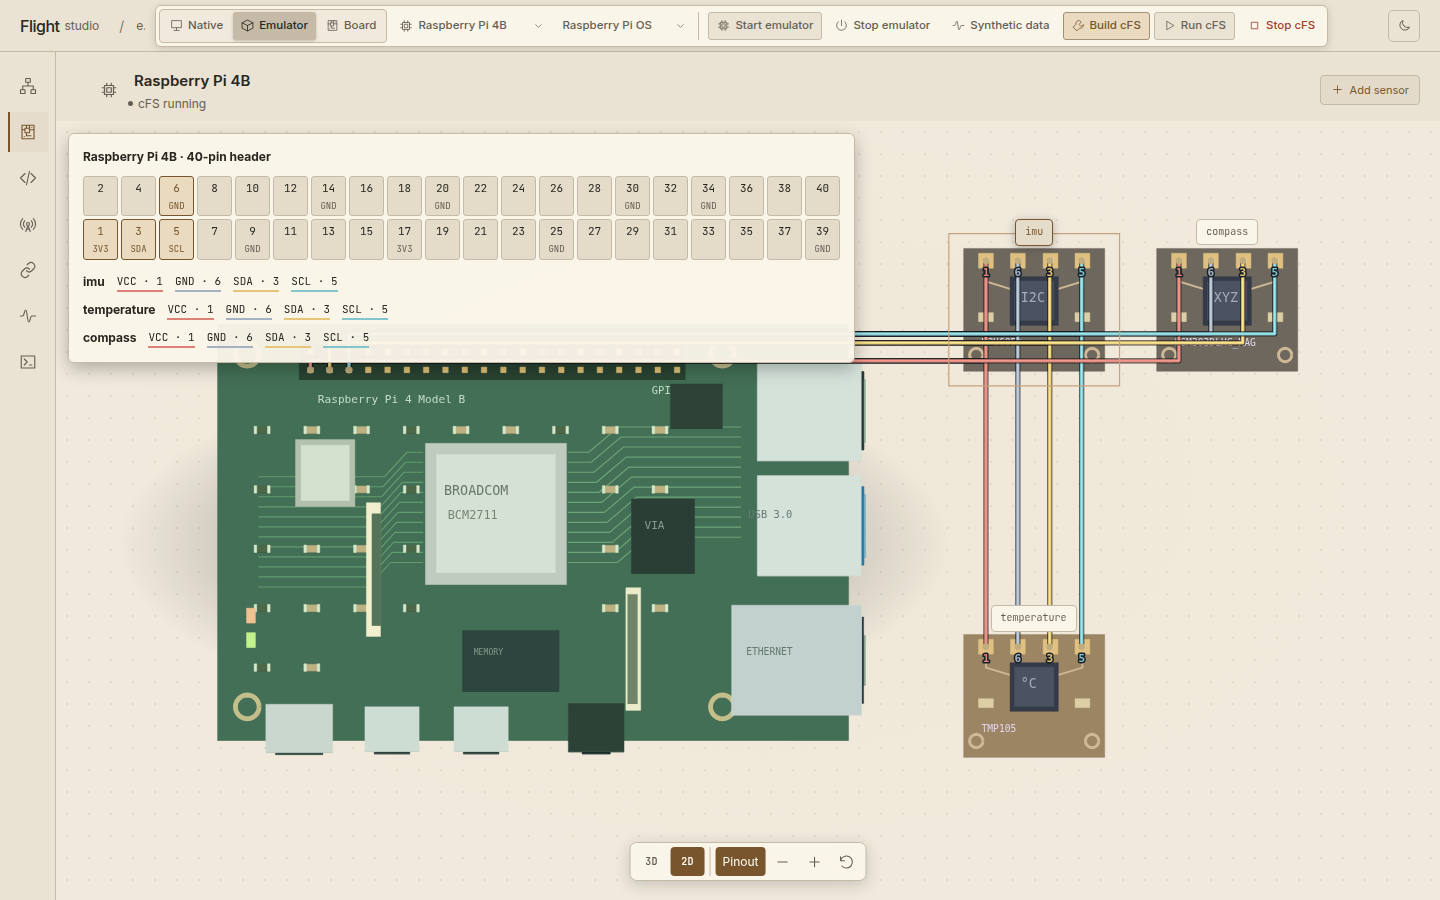 Flight studio / e. Native Emulator Board Raspberry Pi 4B Raspberry Pi OS Start emulator Stop emulator Synthetic data Build cFS Run cFS Stop cFS
Raspberry Pi 4B
cFS running
Add sensor
Raspberry Pi 4B · 40-pin header
2 4 6 8 10 12 14 16 18 20 22 24 26 28 30 32 34 36 38 40
GND GND GND GND GND
1 3 5 7 9 11 13 15 17 19 21 23 25 27 29 31 33 35 37 39
3V3 SDA SCL GND 3V3 GND GND
imu VCC · 1 GND · 6 SDA · 3 SCL · 5
temperature VCC · 1 GND · 6 SDA · 3 SCL · 5
compass VCC · 1 GND · 6 SDA · 3 SCL · 5
imu
1 6 3 5
I2C
compass
1 6 3 5
XYZ
Raspberry Pi 4 Model B
GPI
BROADCOM
BCM2711
VIA
USB 3.0
MEMORY
ETHERNET
temperature
1 6 3 5
°C
TMP105
3D 2D Pinout